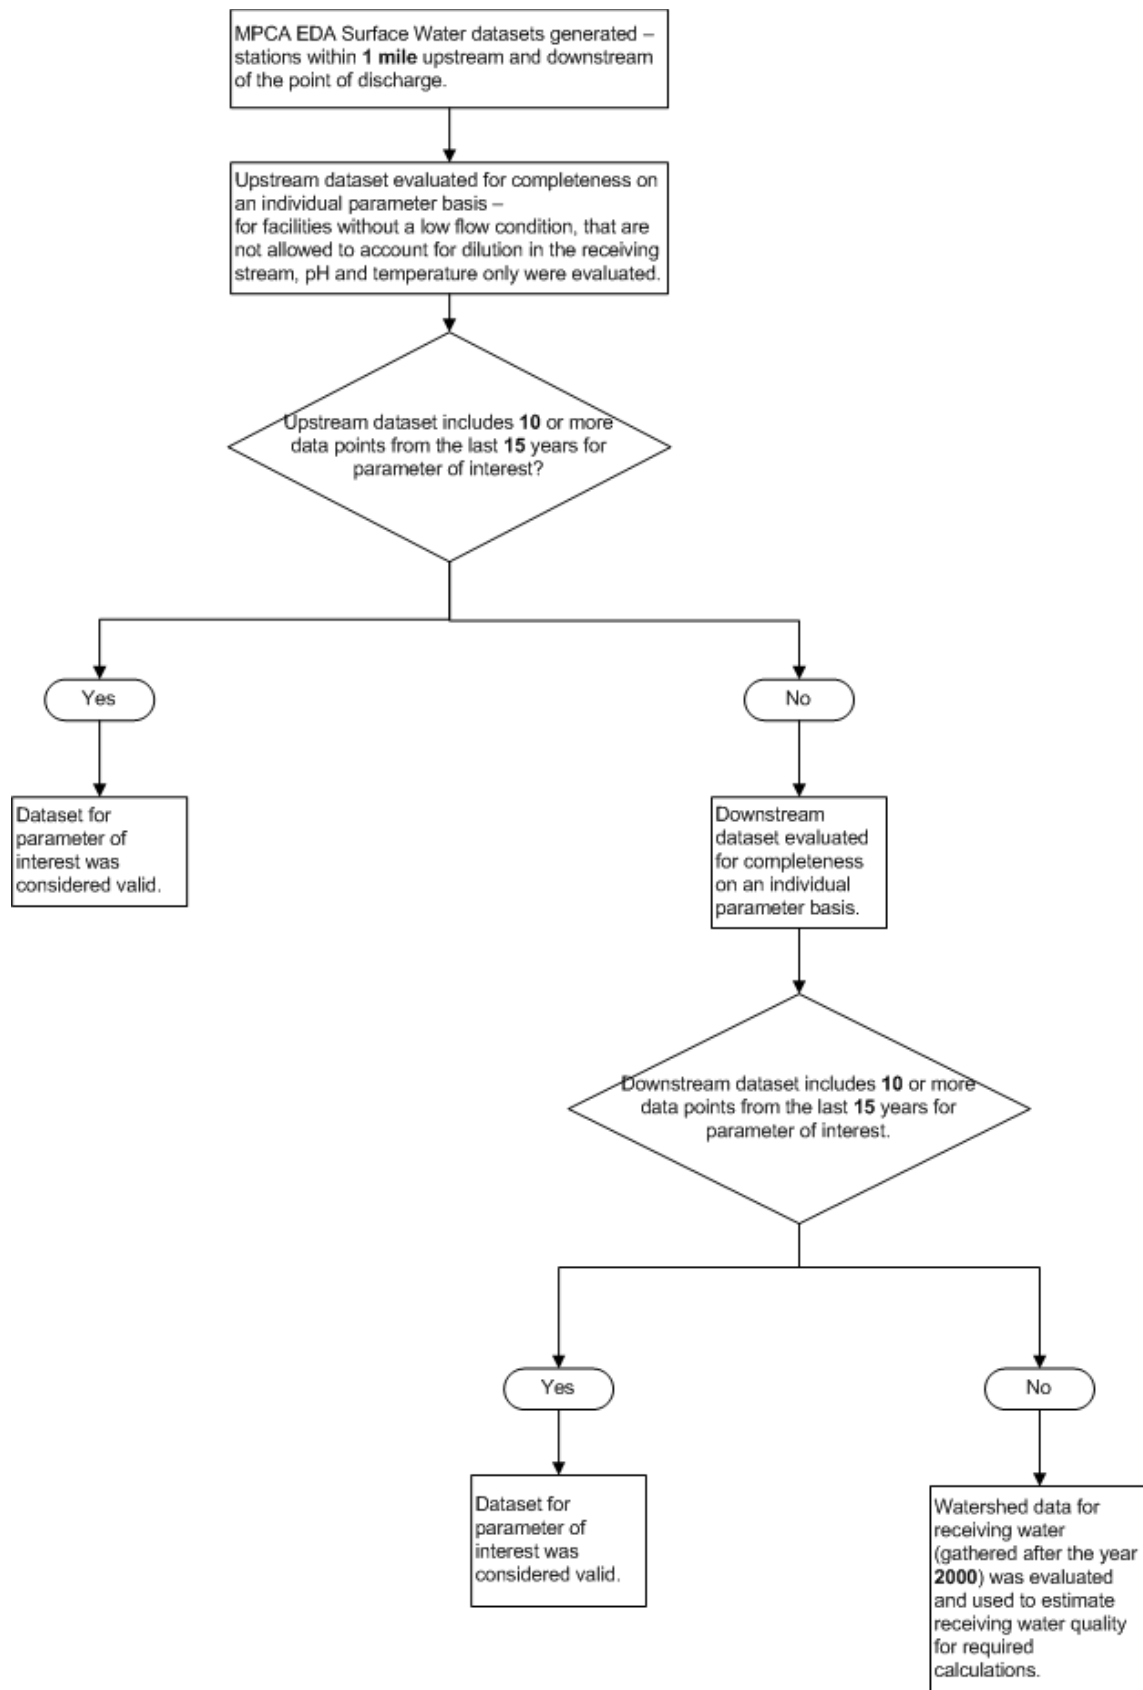 MPCA EDA Surface Water datasets generated –
stations within 1 mile upstream and downstream
of the point of discharge.
Upstream dataset evaluated for completeness on
an individual parameter basis –
for facilities without a low flow condition, that are
not allowed to account for dilution in the receiving
stream, pH and temperature only were evaluated.
Upstream dataset includes 10 or more
data points from the last 15 years for
parameter of interest?
Yes
No
Dataset for
parameter of
interest was
considered valid.
Downstream
dataset evaluated
for completeness
on an individual
parameter basis.
Downstream dataset includes 10 or more
data points from the last 15 years for
parameter of interest.
Yes
No
Dataset for
parameter of
interest was
considered valid.
Watershed data for
receiving water
(gathered after the year
2000) was evaluated
and used to estimate
receiving water quality
for required
calculations.